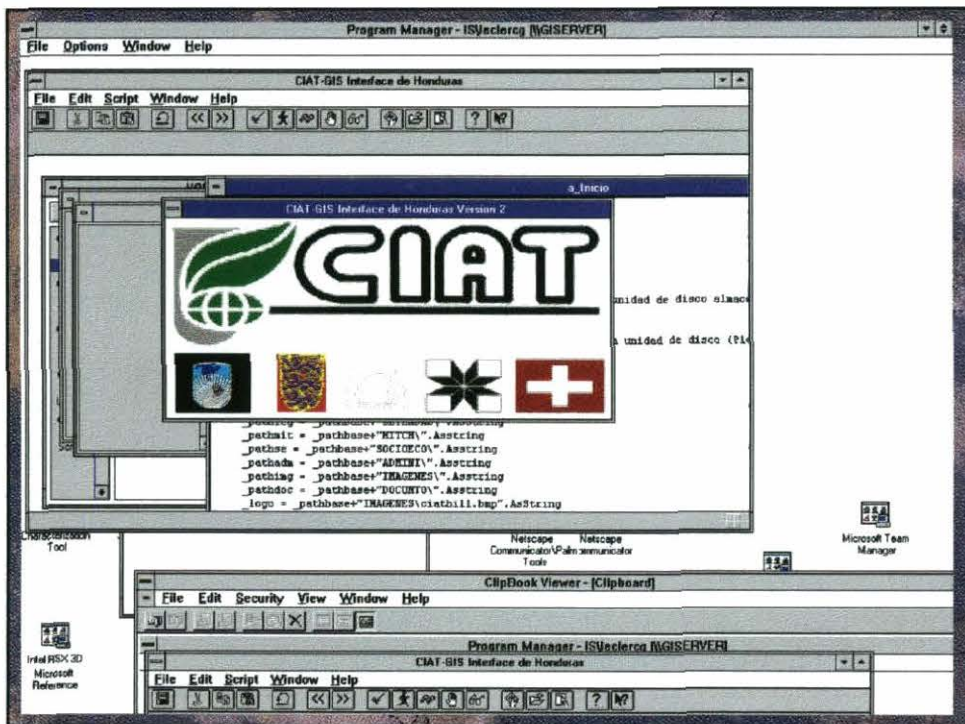 Program Manager - IS\leclercg [\\GISERVER]
File Options Window Help
CIAT-GIS Interface de Honduras
File Edit Script Window Help
a_Inicio
CIAT-GIS Interface de Honduras Version 2
CIAT
unidad de disco almac
unidad de disco
_pathmit = _pathbase+"MITCH\".Asstring
_pathse = _pathbase+"SOCIOECO\".Asstring
_pathadm = _pathbase+"ADMINI\".Asstring
_pathimg = _pathbase+"IMAGENES\".Asstring
_pathdoc = _pathbase+"DOCUNTO\".Asstring
_logo = _pathbase+"IMAGENES\ciatbill.bmp".AsString
Characterization
Tool
Netscape
Communicator\Palm
Tools
Netscape
ommunicator
Microsoft Team
Manager
ClipBook Viewer - [Clipboard]
File Edit Security View Window Help
Intel RSX 3D
Microsoft
Reference
Program Manager - IS\leclercg [\\GISERVER]
CIAT-GIS Interface de Honduras
File Edit Script Window Help